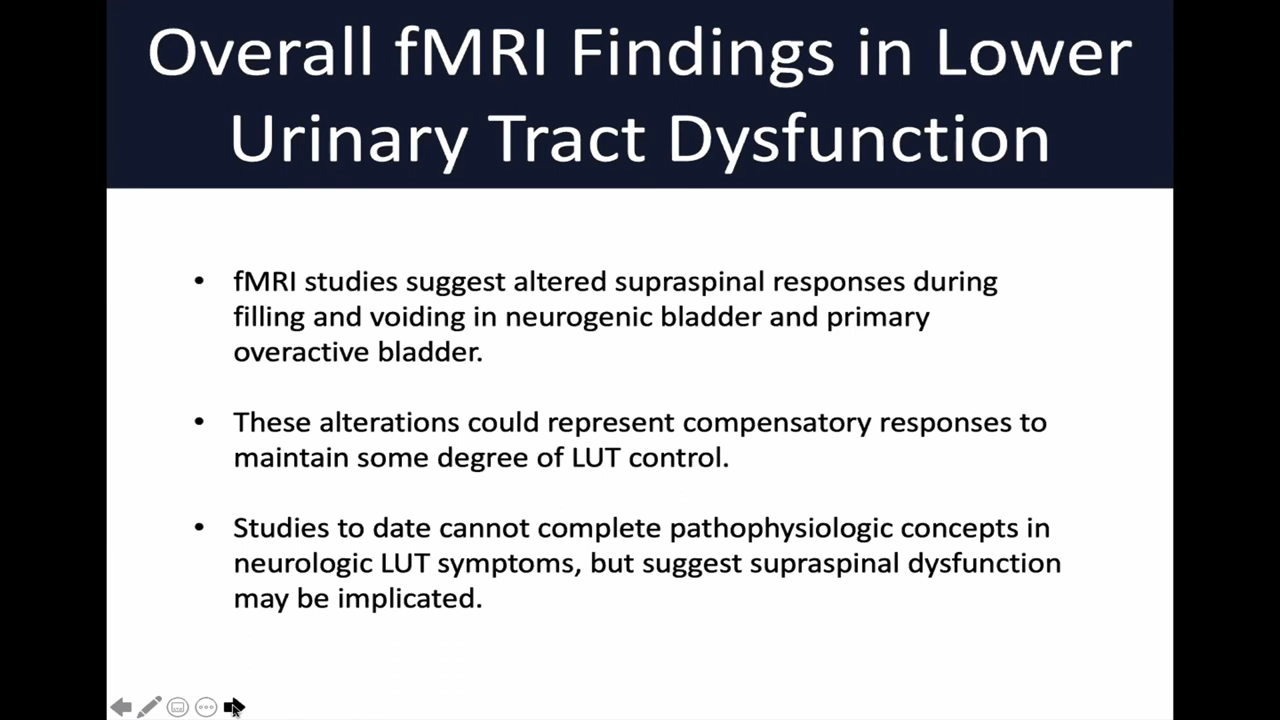 Overall fMRI Findings in Lower
Urinary Tract Dysfunction
• fMRI studies suggest altered supraspinal responses during
filling and voiding in neurogenic bladder and primary
overactive bladder.
• These alterations could represent compensatory responses to
maintain some degree of LUT control.
• Studies to date cannot complete pathophysiologic concepts in
neurologic LUT symptoms, but suggest supraspinal dysfunction
may be implicated.